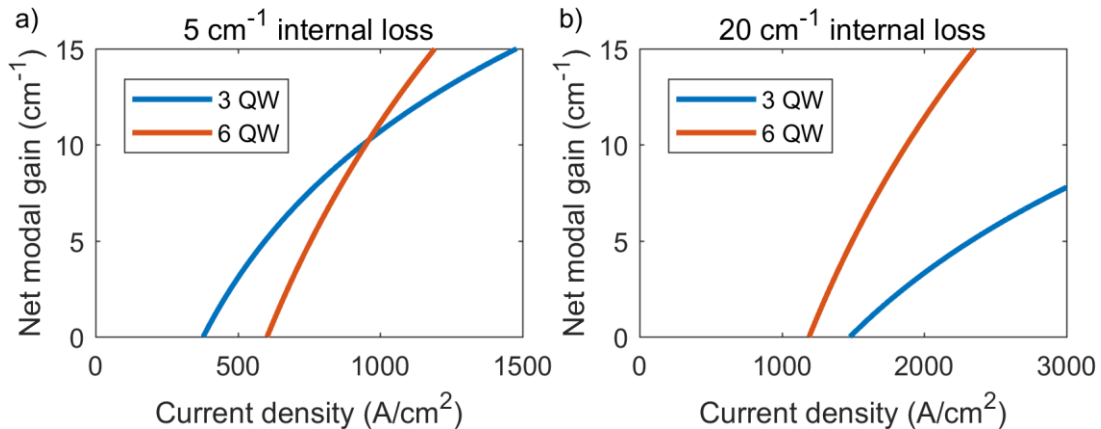 a)
5 cm⁻¹ internal loss
Net modal gain (cm⁻¹)
15
10
5
0
3 QW
6 QW
0
500
1000
1500
Current density (A/cm²)
b)
20 cm⁻¹ internal loss
Net modal gain (cm⁻¹)
15
10
5
0
3 QW
6 QW
0
1000
2000
3000
Current density (A/cm²)